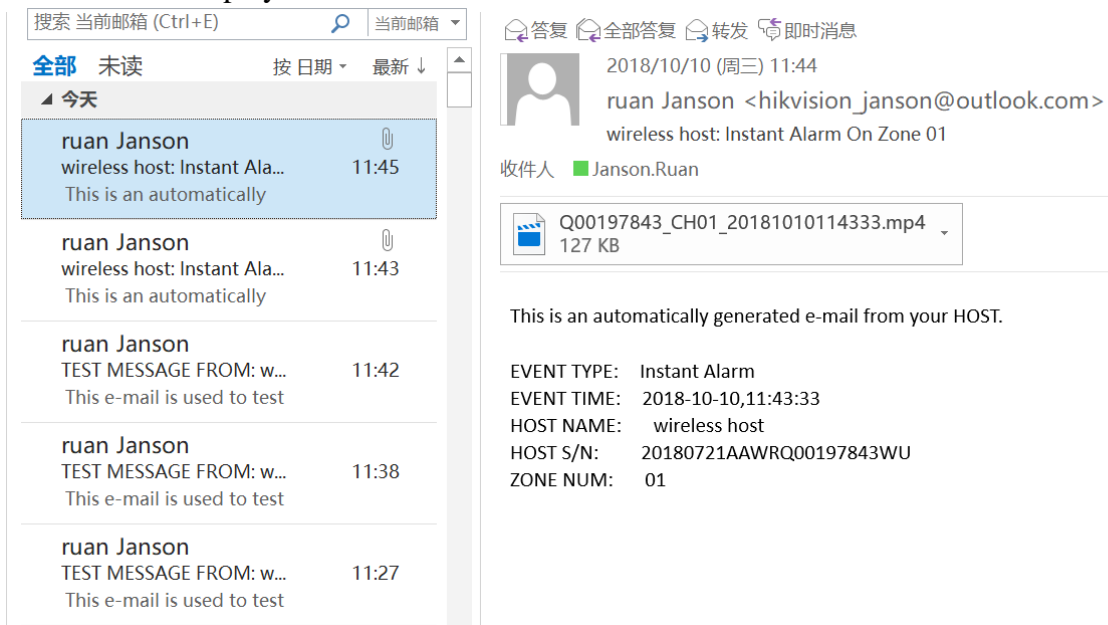 搜索 当前邮箱 (Ctrl+E)
当前邮箱
全部 未读 按 日期 最新↓
今天
ruan Janson
wireless host: Instant Ala... 11:45
This is an automatically
ruan Janson
wireless host: Instant Ala... 11:43
This is an automatically
ruan Janson
TEST MESSAGE FROM: w... 11:42
This e-mail is used to test
ruan Janson
TEST MESSAGE FROM: w... 11:38
This e-mail is used to test
ruan Janson
TEST MESSAGE FROM: w... 11:27
This e-mail is used to test
答复 全部答复 转发 即时消息
2018/10/10 (周三) 11:44
ruan Janson <hikvision_janson@outlook.com>
wireless host: Instant Alarm On Zone 01
收件人 Janson.Ruan
Q00197843_CH01_20181010114333.mp4
127 KB
This is an automatically generated e-mail from your HOST.
EVENT TYPE: Instant Alarm
EVENT TIME: 2018-10-10,11:43:33
HOST NAME: wireless host
HOST S/N: 20180721AAWRQ00197843WU
ZONE NUM: 01